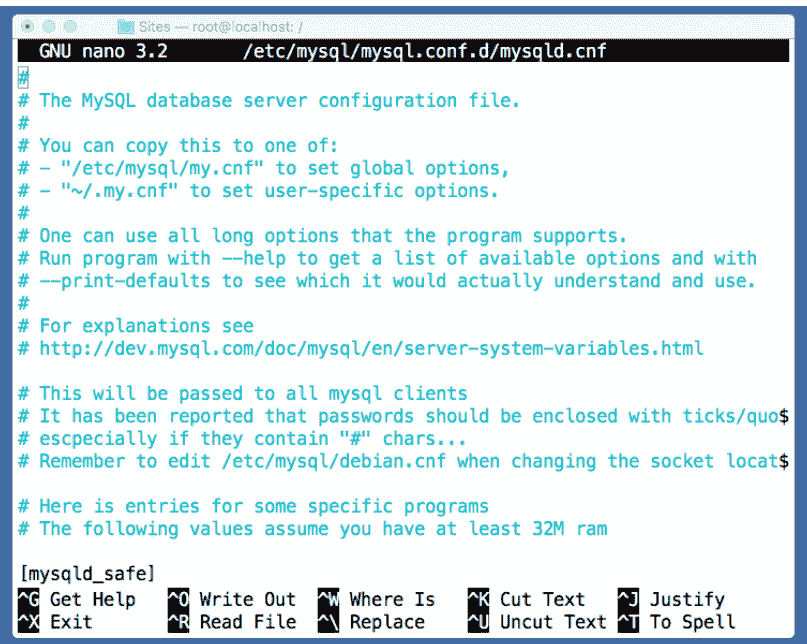 Sites — root@localhost: /
GNU nano 3.2 /etc/mysql/mysql.conf.d/mysqld.cnf
#
# The MySQL database server configuration file.
#
# You can copy this to one of:
# - "/etc/mysql/my.cnf" to set global options,
# - "~/.my.cnf" to set user-specific options.
#
# One can use all long options that the program supports.
# Run program with --help to get a list of available options and with
# --print-defaults to see which it would actually understand and use.
#
# For explanations see
# http://dev.mysql.com/doc/mysql/en/server-system-variables.html
# This will be passed to all mysql clients
# It has been reported that passwords should be enclosed with ticks/quo$
# escpecially if they contain "#" chars...
# Remember to edit /etc/mysql/debian.cnf when changing the socket locat$
# Here is entries for some specific programs
# The following values assume you have at least 32M ram
[mysqld_safe]
^G Get Help ^O Write Out ^W Where Is ^K Cut Text ^J Justify
^X Exit ^R Read File ^\ Replace ^U Uncut Text ^T To Spell